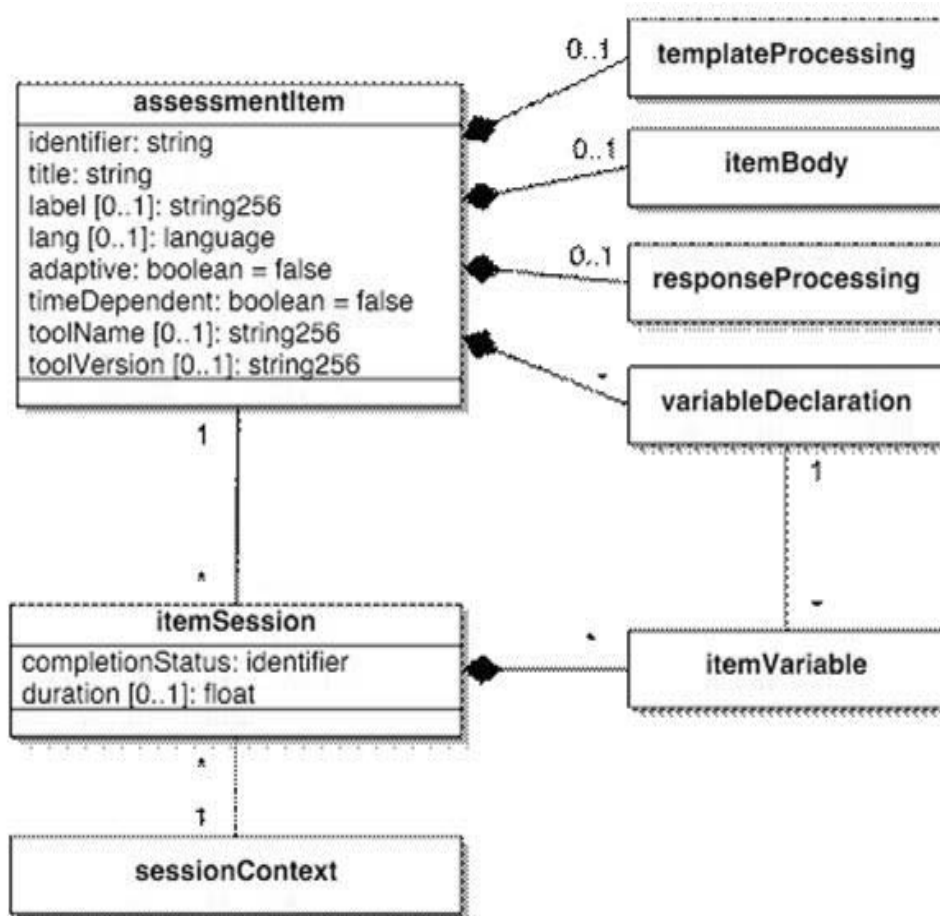 assessmentItem
identifier: string
title: string
label [0..1]: string256
lang [0..1]: language
adaptive: boolean = false
timeDependent: boolean = false
toolName [0..1]: string256
toolVersion [0..1]: string256
0..1
templateProcessing
0..1
itemBody
0..1
responseProcessing
*
variableDeclaration
1
*
1
*
itemSession
completionStatus: identifier
duration [0..1]: float
*
itemVariable
*
1
sessionContext